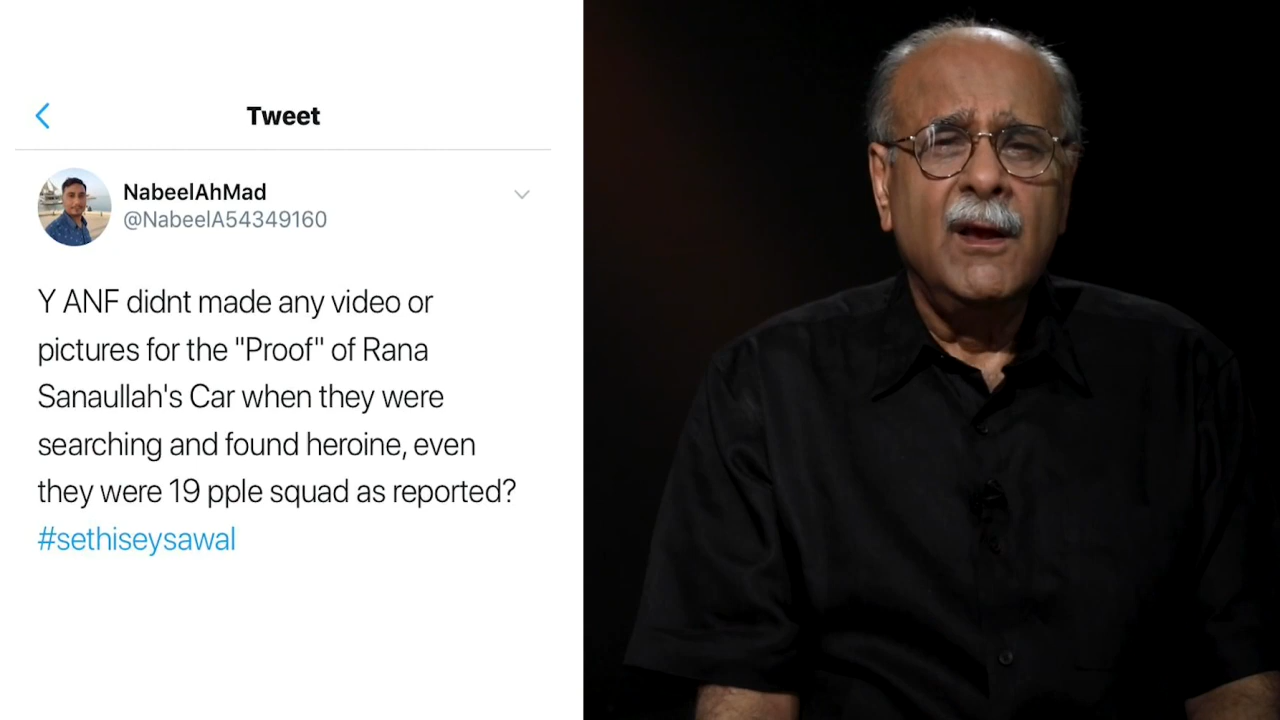 Tweet
NabeelAhMad
@NabeelA54349160
Y ANF didnt made any video or
pictures for the "Proof" of Rana
Sanaullah's Car when they were
searching and found heroine, even
they were 19 pple squad as reported?
#sethiseysawal